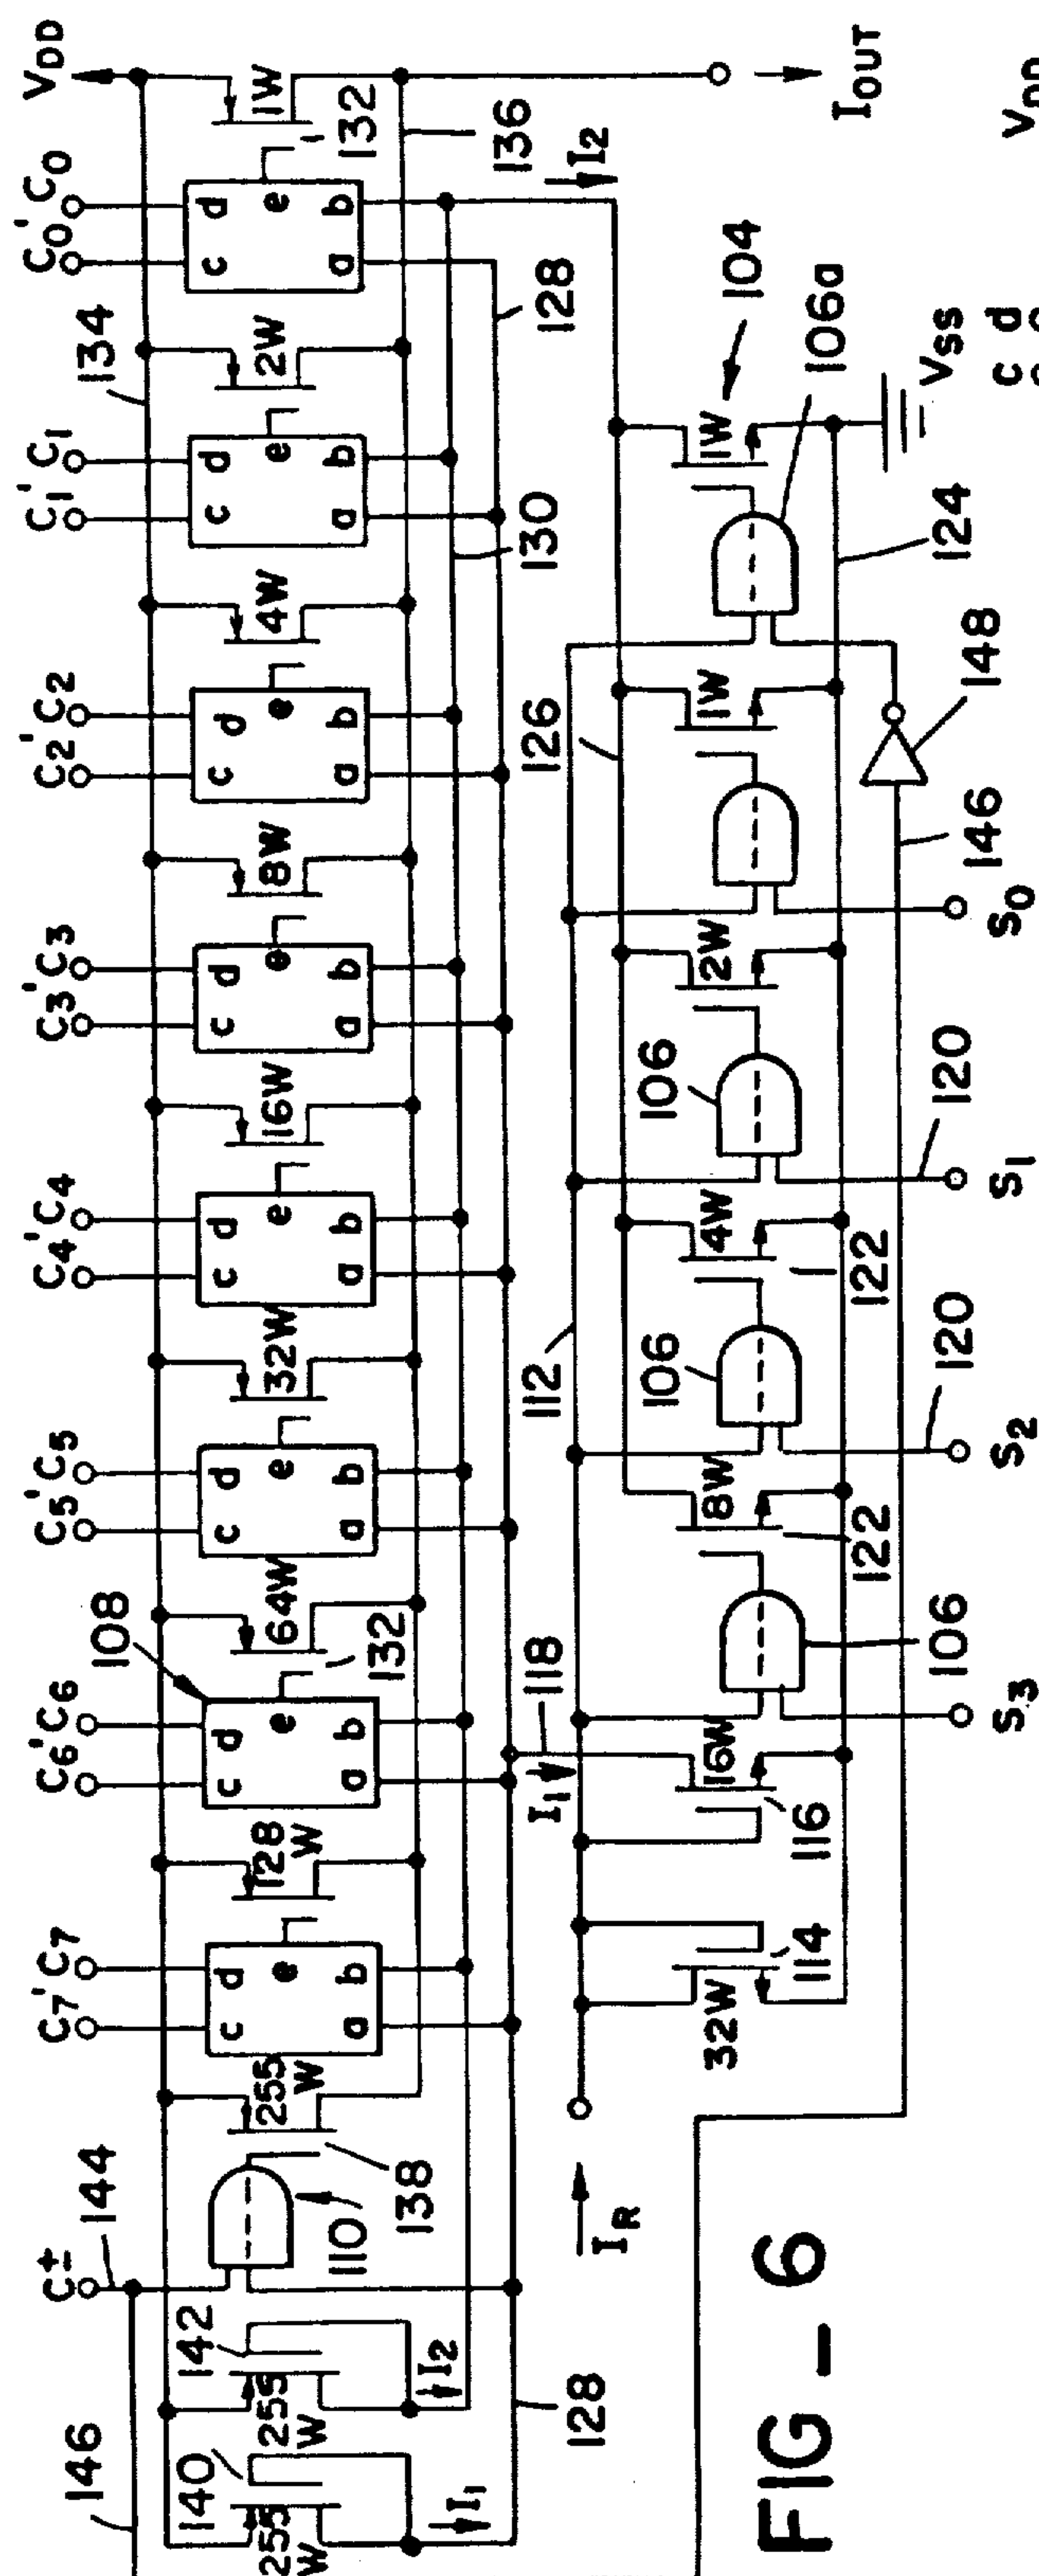 146 C± 144 C7' C7 C6' C6 108 C5' C5 C4' C4 C3' C3 C2' C2 C1' C1 134 C0' C0 VDD
140 142
255 W 255 W 255 W 128 W 64W 32W 16W 8W 4W 2W 1W
c d c d c d c d c d c d c d c d
e e e e e e e e
a b a b a b a b a b a b a b a b
110 138 132 132
I1 I2 128 130 128 136
IR I1 118 112 126 I2 IOUT
32W 16W 8W 4W 2W 1W 1W 104
114 116 106 106 106a
106 122 122 124 VSS
120 120 146 148
S3 S2 S1 S0
FIG – 6
VDD
c d